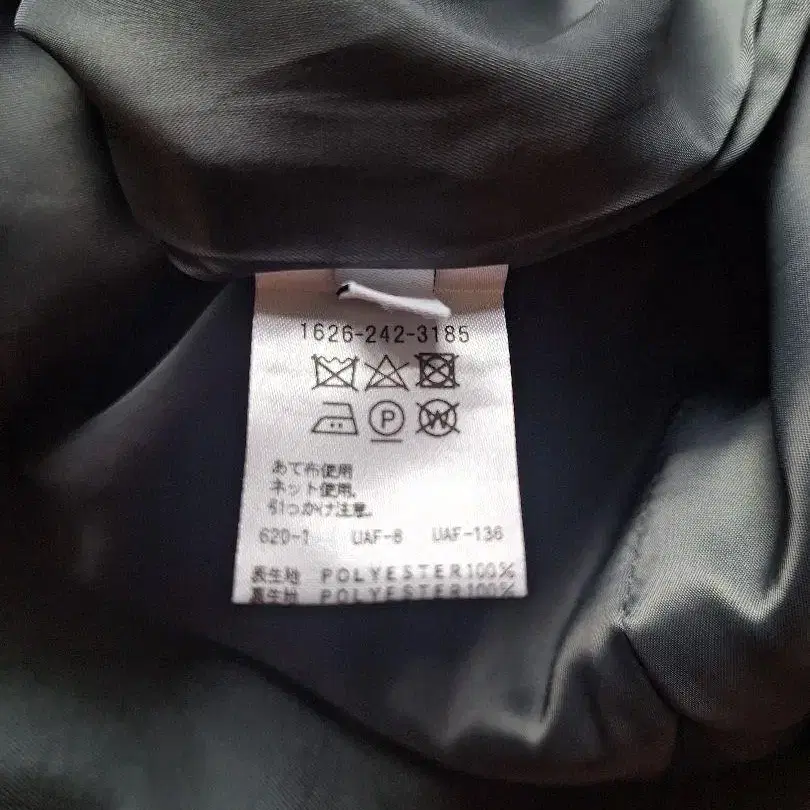 1626-242-3185
P W
あて布使用
ネット使用。
引っかけ注意。
620-1 UAF-8 UAF-136
表生地 POLYESTER100%
裏生地 POLYESTER100%